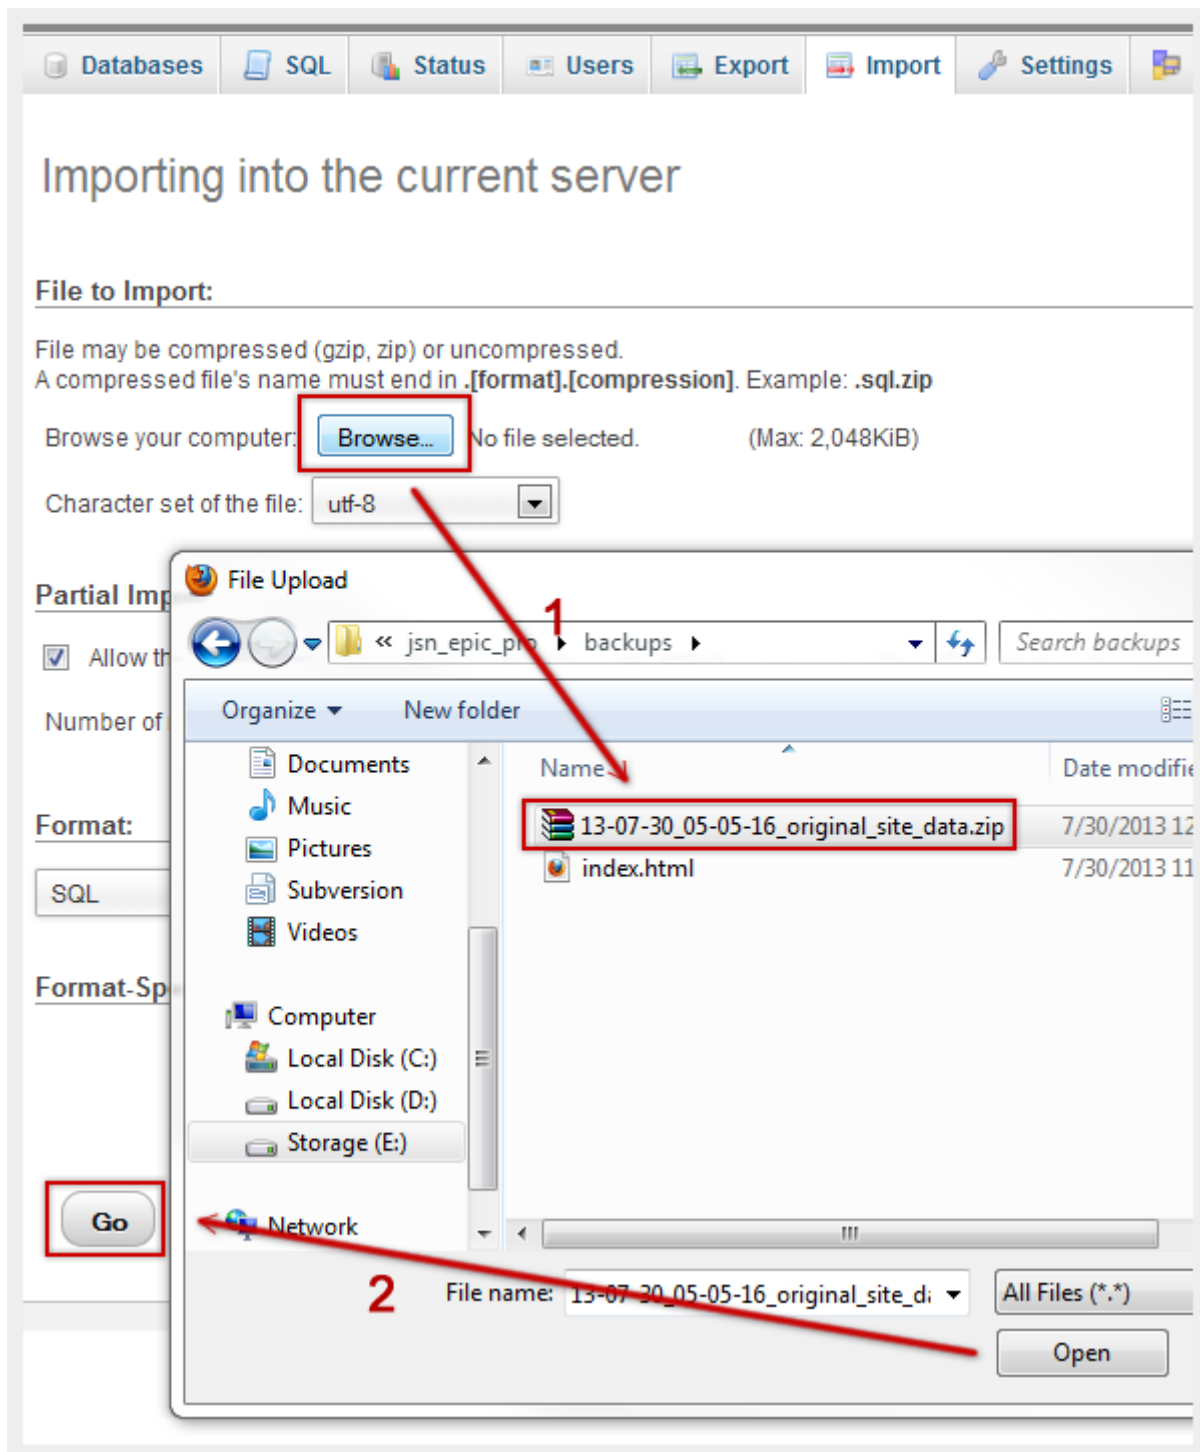 Databases SQL Status Users Export Import Settings
Importing into the current server
File to Import:
File may be compressed (gzip, zip) or uncompressed.
A compressed file's name must end in .[format].[compression]. Example: .sql.zip
Browse your computer: Browse... No file selected. (Max: 2,048KiB)
Character set of the file: utf-8
File Upload
Partial Imp
1
« jsn_epic_pro backups Search backups
Allow th
Organize New folder
Number of
Documents Name Date modifie
Music
Format: 13-07-30_05-05-16_original_site_data.zip 7/30/2013 12
Pictures index.html 7/30/2013 11
SQL Subversion
Videos
Format-Sp
Computer
Local Disk (C:)
Local Disk (D:)
Storage (E:)
Go Network
2 File name: 13-07-30_05-05-16_original_site_d All Files (*.*)
Open